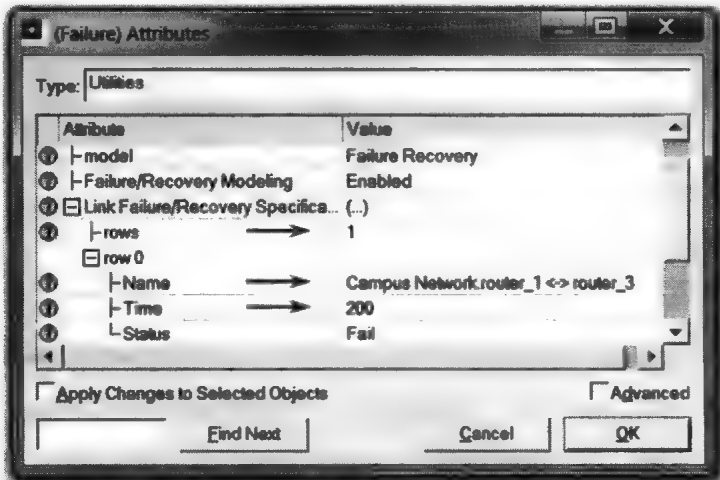 (Failure) Attributes
Type: Utilities
Attribute Value
model Failure Recovery
Failure/Recovery Modeling Enabled
Link Failure/Recovery Specifica... (...)
rows 1
row 0
Name Campus Network.router_1 <-> router_3
Time 200
Status Fail
Apply Changes to Selected Objects
Advanced
Find Next
Cancel
OK